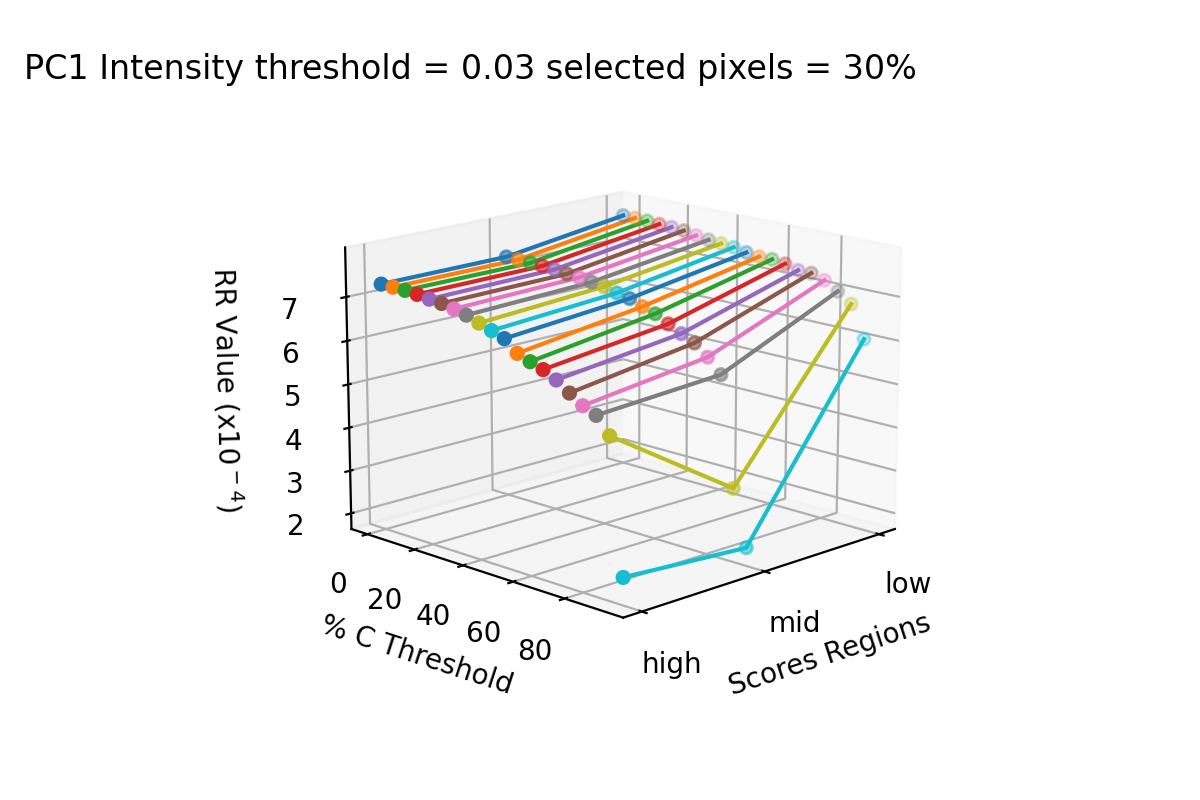 PC1 Intensity threshold = 0.03 selected pixels = 30%
RR Value (x10⁻⁴)
7
6
5
4
3
2
0
20
40
60
80
% C Threshold
high
mid
low
Scores Regions